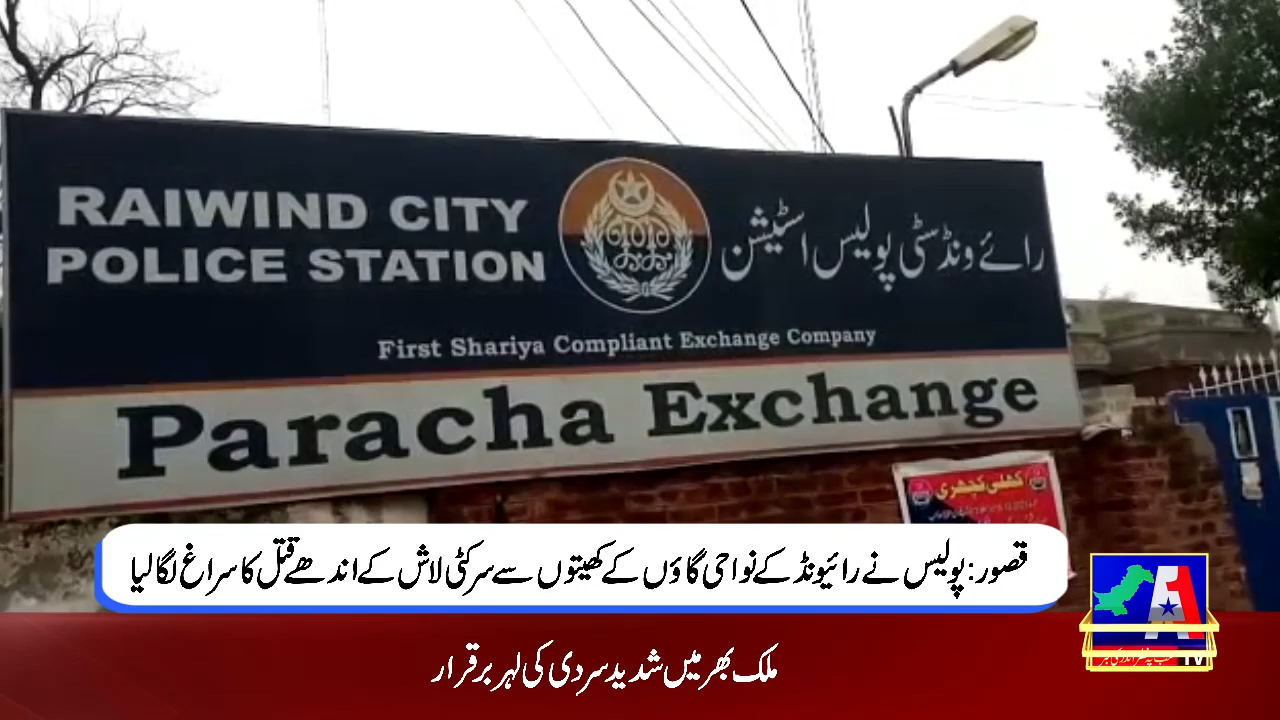 RAIWIND CITY
POLICE STATION
رائے ونڈ سٹی پولیس اسٹیشن
First Shariya Compliant Exchange Company
Paracha Exchange
کھلی کچہری
قصور: پولیس نے رائیونڈ کے نواحی گاؤں کے کھیتوں سے سرکٹی لاش کے اندھے قتل کا سراغ لگا لیا
ملک بھر میں شدید سردی کی لہر برقرار
A1
TV